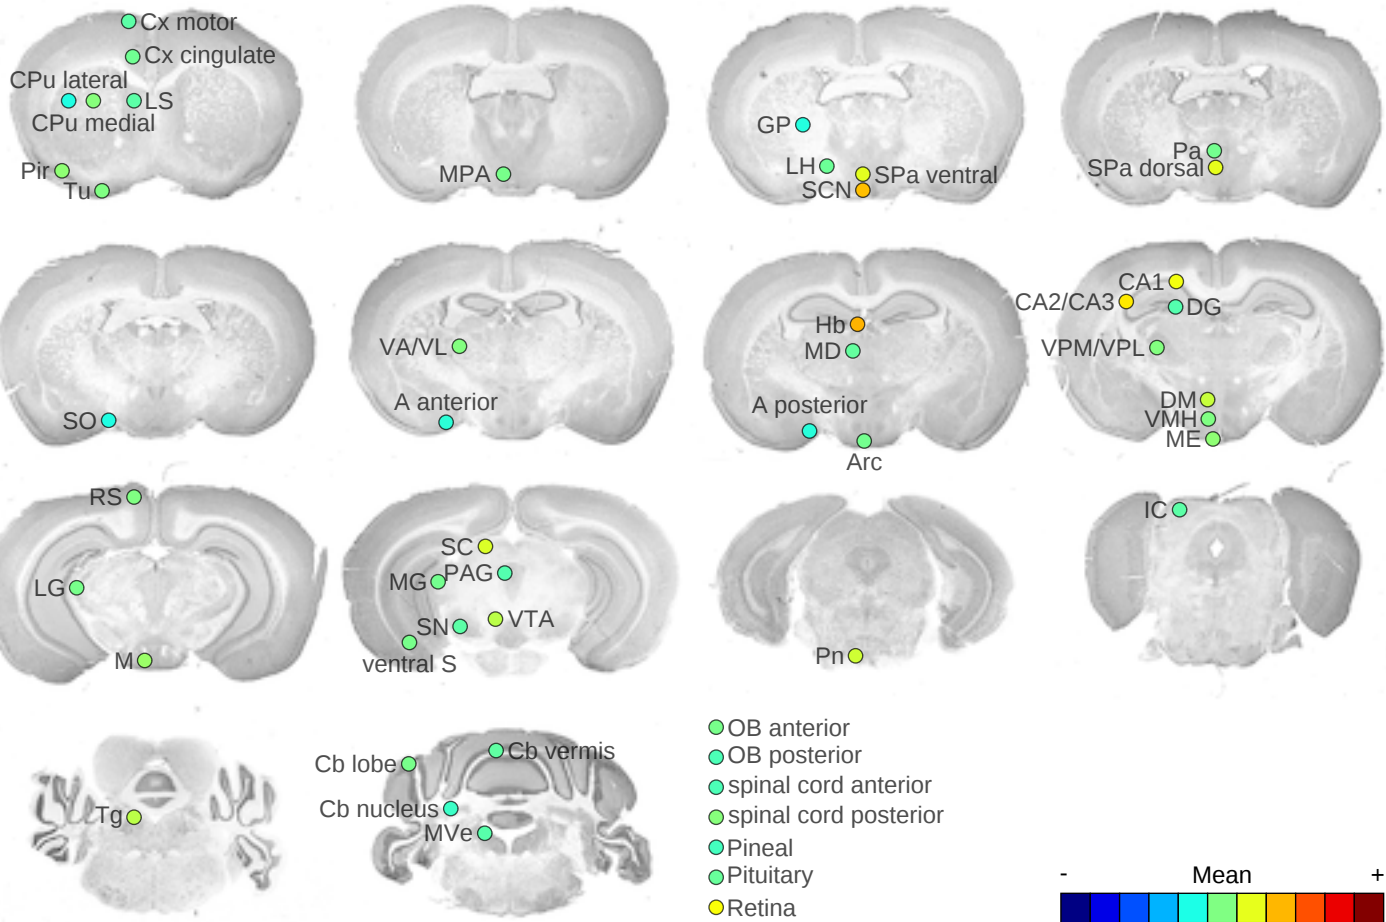 Cx motor
Cx cingulate
CPu lateral
LS
CPu medial
Pir
Tu
MPA
GP
LH
SPa ventral
SCN
Pa
SPa dorsal
SO
VA/VL
A anterior
Hb
MD
A posterior
Arc
CA1
CA2/CA3
DG
VPM/VPL
DM
VMH
ME
RS
LG
M
SC
PAG
MG
VTA
SN
ventral S
Pn
IC
Tg
Cb vermis
Cb lobe
Cb nucleus
MVe
OB anterior
OB posterior
spinal cord anterior
spinal cord posterior
Pineal
Pituitary
Retina
- Mean +